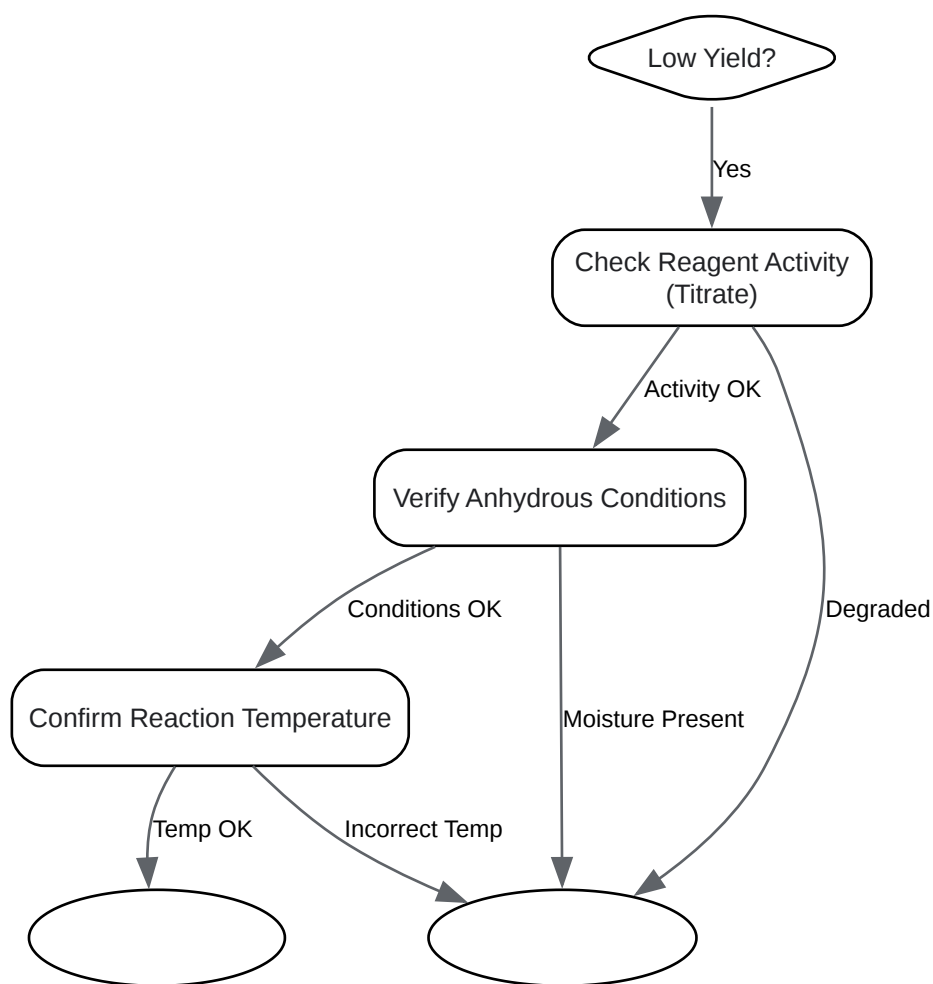 Low Yield?
Yes
Check Reagent Activity
(Titrate)
Activity OK
Verify Anhydrous Conditions
Conditions OK
Degraded
Confirm Reaction Temperature
Moisture Present
Temp OK
Incorrect Temp